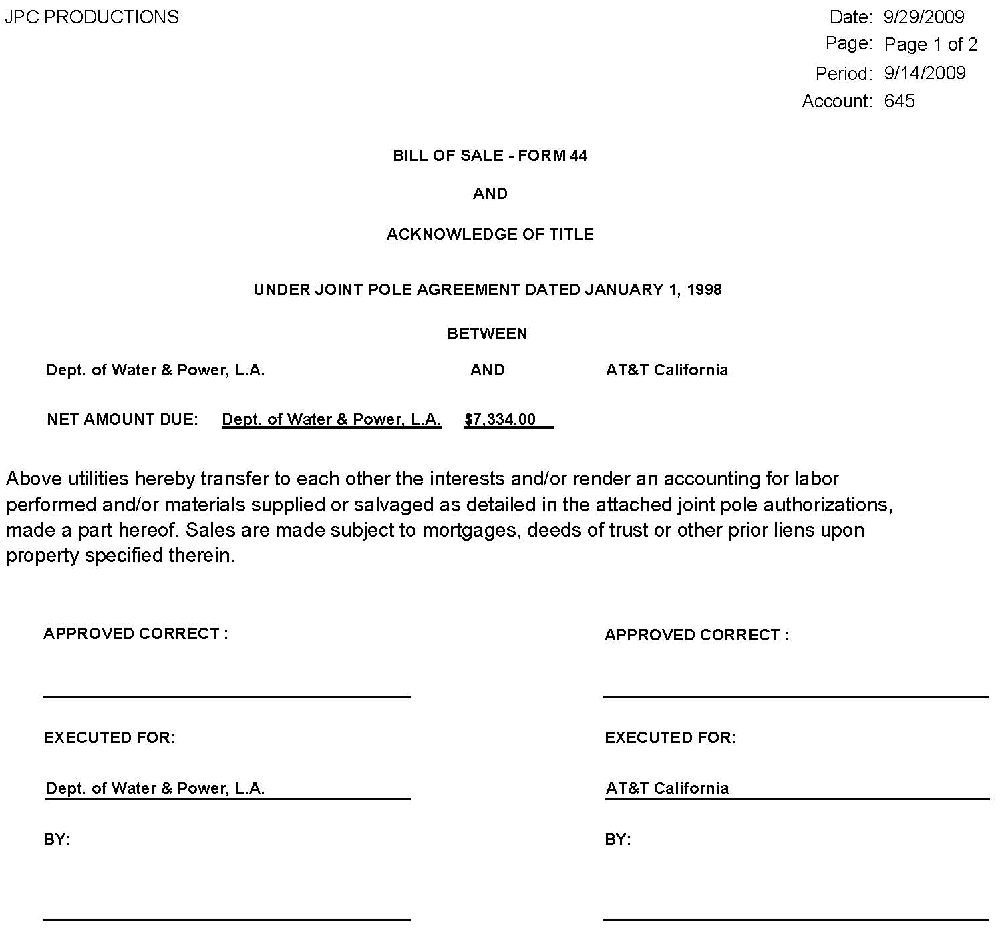 JPC PRODUCTIONS
Date: 9/29/2009
Page: Page 1 of 2
Period: 9/14/2009
Account: 645
BILL OF SALE - FORM 44
AND
ACKNOWLEDGE OF TITLE
UNDER JOINT POLE AGREEMENT DATED JANUARY 1, 1998
BETWEEN
Dept. of Water & Power, L.A. AND AT&T California
NET AMOUNT DUE: Dept. of Water & Power, L.A. $7,334.00
Above utilities hereby transfer to each other the interests and/or render an accounting for labor
performed and/or materials supplied or salvaged as detailed in the attached joint pole authorizations,
made a part hereof. Sales are made subject to mortgages, deeds of trust or other prior liens upon
property specified therein.
APPROVED CORRECT : APPROVED CORRECT :
EXECUTED FOR: EXECUTED FOR:
Dept. of Water & Power, L.A. AT&T California
BY: BY: